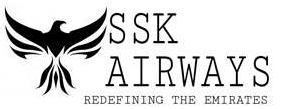 SSK
AIRWAYS
REDEFINING THE EMIRATES